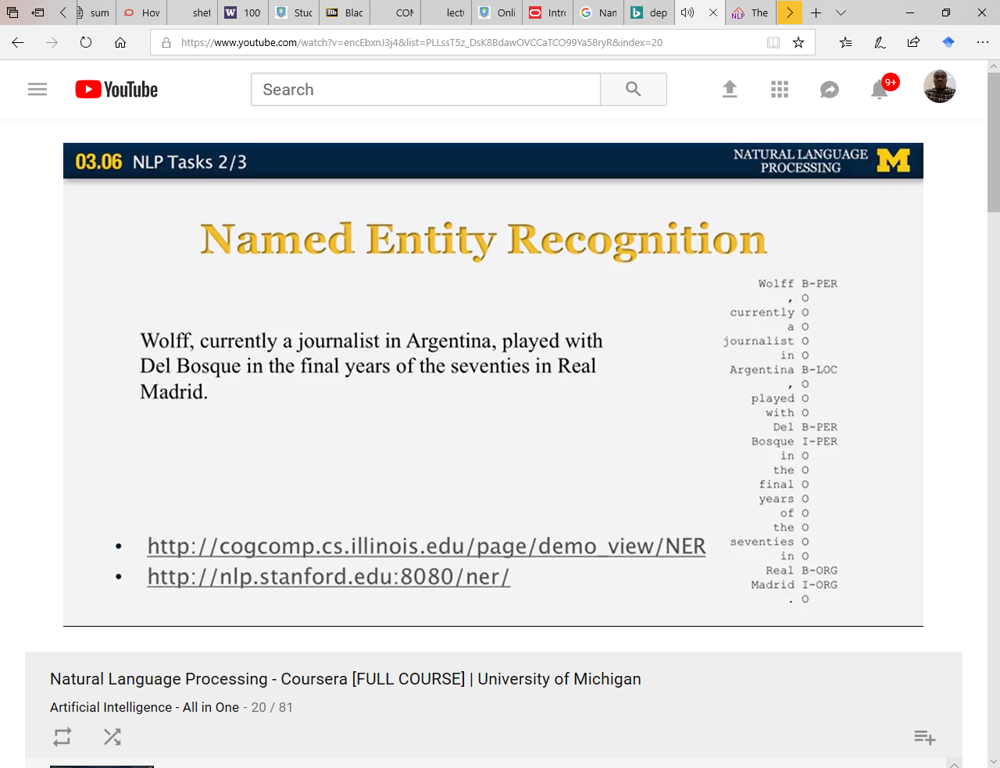 sum
Hov
shef
100°
Stuc
Blac
CON
lectu
Onli
Intro
Nan
dep
The
https://www.youtube.com/watch?v=encEbxnJ3j4&list=PLLssT5z_DsK8BdawOVCCaTCO99Ya58ryR&index=20
YouTube
Search
9+
03.06 NLP Tasks 2/3
NATURAL LANGUAGE
PROCESSING
M
Named Entity Recognition
Wolff, currently a journalist in Argentina, played with
Del Bosque in the final years of the seventies in Real
Madrid.
Wolff B-PER
, O
currently O
a O
journalist O
in O
Argentina B-LOC
, O
played O
with O
Del B-PER
Bosque I-PER
in O
the O
final O
years O
of O
the O
seventies O
in O
Real B-ORG
Madrid I-ORG
. O
• http://cogcomp.cs.illinois.edu/page/demo_view/NER
• http://nlp.stanford.edu:8080/ner/
Natural Language Processing - Coursera [FULL COURSE] | University of Michigan
Artificial Intelligence - All in One - 20 / 81